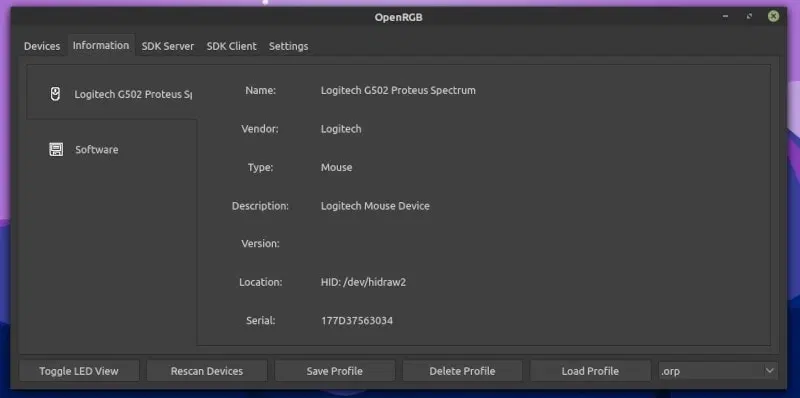 OpenRGB
Devices Information SDK Server SDK Client Settings
Logitech G502 Proteus Sp
Software
Name: Logitech G502 Proteus Spectrum
Vendor: Logitech
Type: Mouse
Description: Logitech Mouse Device
Version:
Location: HID: /dev/hidraw2
Serial: 177D37563034
Toggle LED View Rescan Devices Save Profile Delete Profile Load Profile .orp